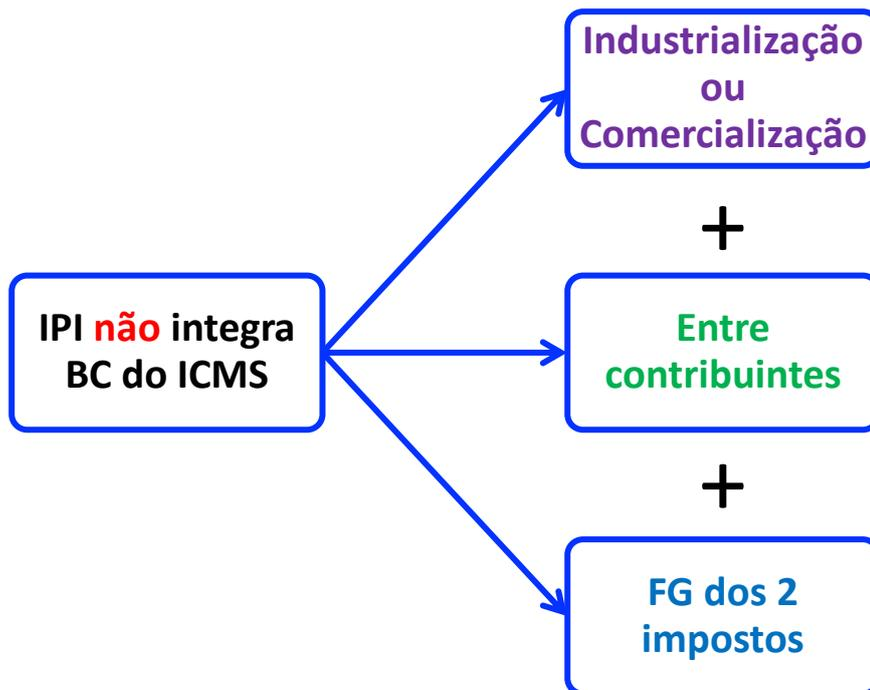 Industrialização
ou
Comercialização
+
IPI não integra
BC do ICMS
Entre
contribuintes
+
FG dos 2
impostos